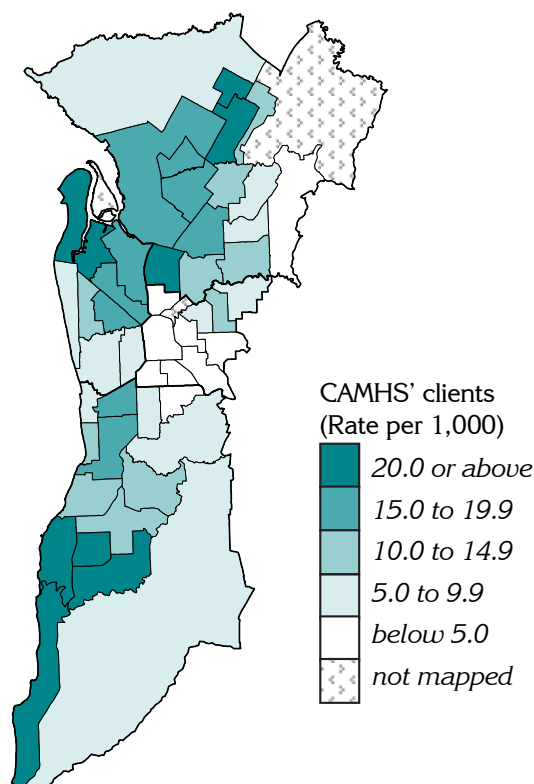 CAMHS' clients
(Rate per 1,000)
20.0 or above
15.0 to 19.9
10.0 to 14.9
5.0 to 9.9
below 5.0
not mapped